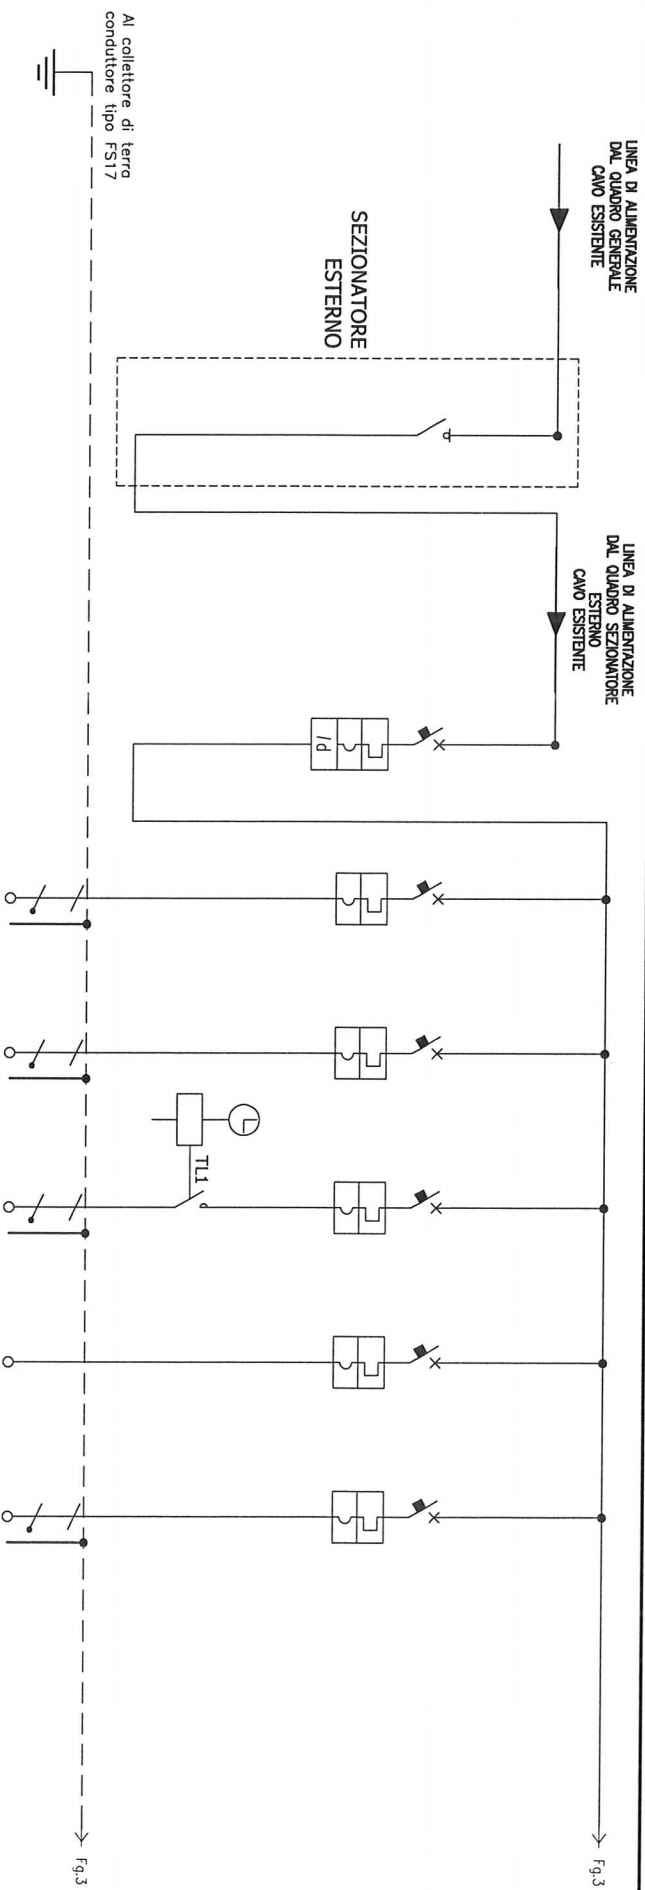 LINEA DI ALIMENTAZIONE
DAL QUADRO GENERALE
CAVO ESISTENTE
LINEA DI ALIMENTAZIONE
DAL QUADRO SEZIONATORE
ESTERNO
CAVO ESISTENTE
SEZIONATORE
ESTERNO
Id
TL1
Al collettore di terra
conduttore tipo FS17
Fg.3
Fg.3